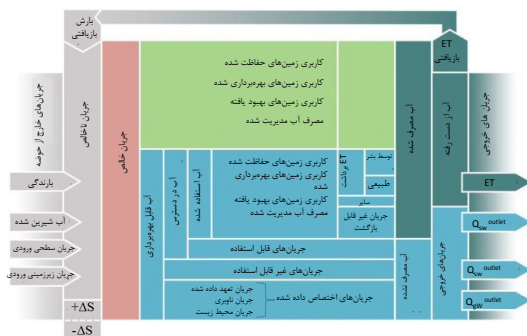 بارش
بازیافتی
ET
بازیافتی
جریان‌های خارج از حوضه
جریان ناخالص
جریان خالص
کاربری زمین‌های حفاظت شده
کاربری زمین‌های بهره‌برداری شده
کاربری زمین‌های بهبود یافته
مصرف آب مدیریت شده
آب مصرف شده
آب از دست رفته
جریان های خروجی
بارندگی
آب شیرین شده
جریان سطحی ورودی
جریان زیرزمینی ورودی
+ΔS
-ΔS
آب قابل بهره‌برداری
آب در دسترس
آب استفاده شده
کاربری زمین‌های حفاظت شده
کاربری زمین‌های بهره‌برداری
شده
کاربری زمین‌های بهبود یافته
مصرف آب مدیریت شده
برداشت ET
توسط بشر
طبیعی
سایر
جریان غیر قابل
بازگشت
جریان‌های قابل استفاده
جریان‌های غیر قابل استفاده
جریان تعهد داده شده
جریان ناوبری
جریان محیط زیست
جریان‌های اختصاص داده شده
آب مصرف نشده
جریان‌های خروجی
ET
Qsw outlet
Qsw outlet
Qgw outlet